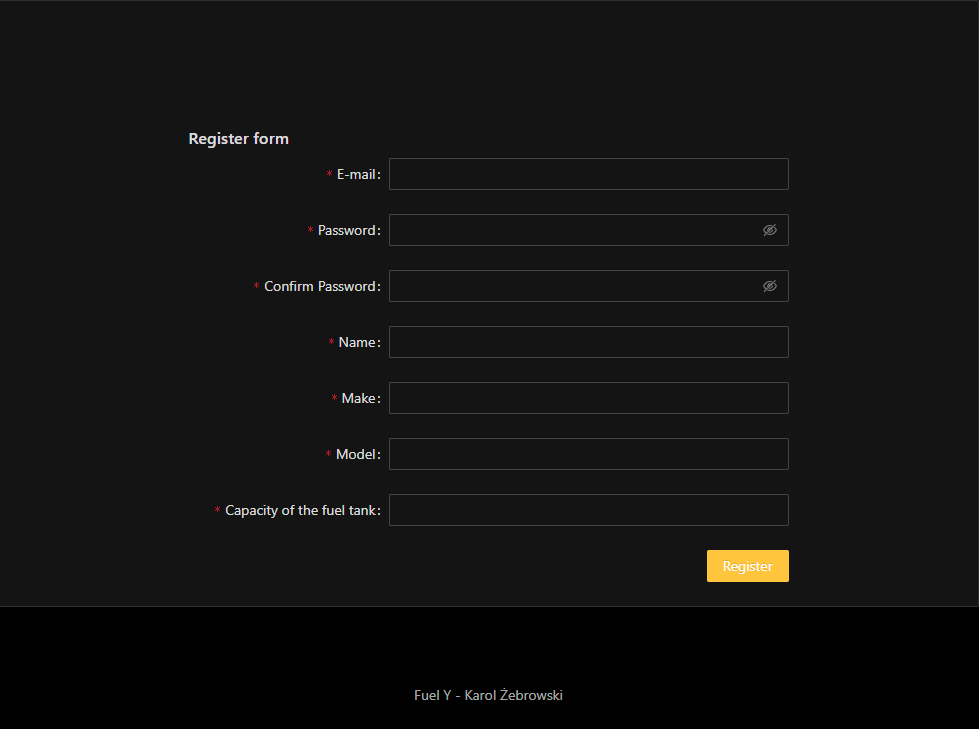 Register form
* E-mail:
* Password:
* Confirm Password:
* Name:
* Make:
* Model:
* Capacity of the fuel tank:
Register
Fuel Y - Karol Żebrowski